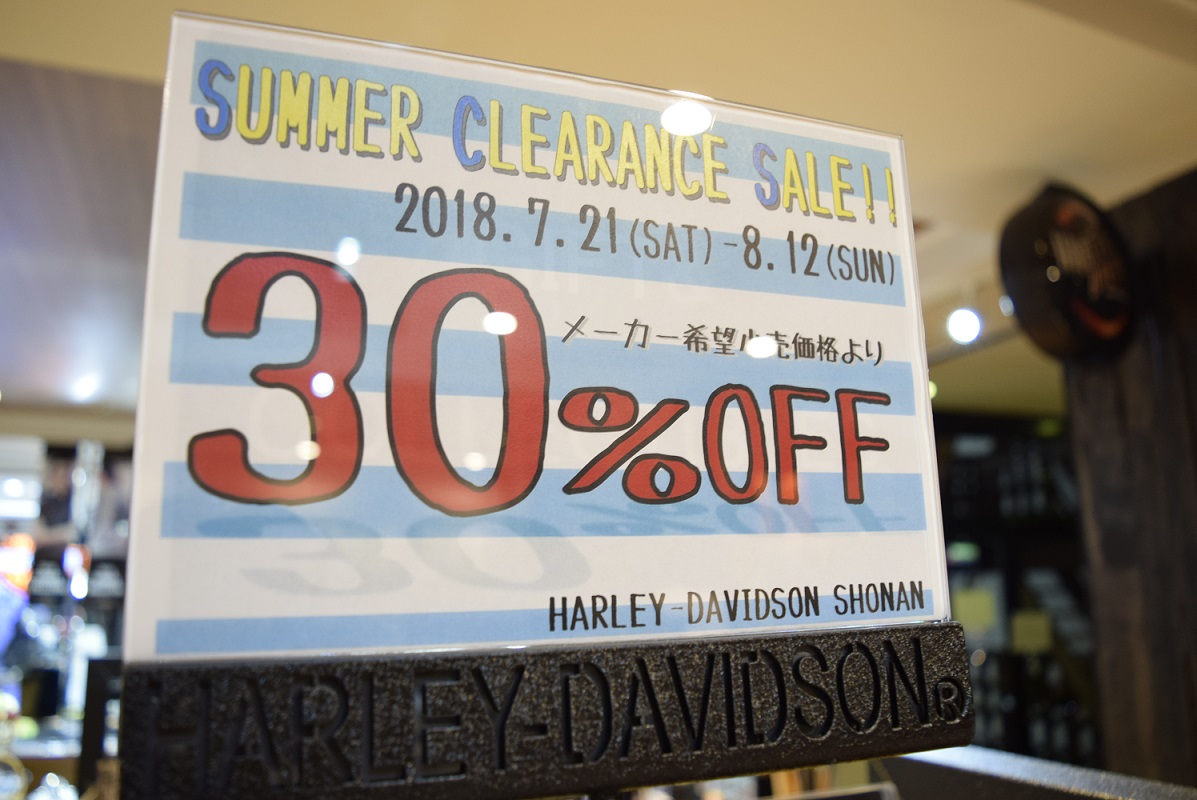 SUMMER CLEARANCE SALE!!
2018.7.21(SAT)-8.12(SUN)
メーカー希望小売価格より
30%OFF
HARLEY-DAVIDSON SHONAN
HARLEY-DAVIDSON®